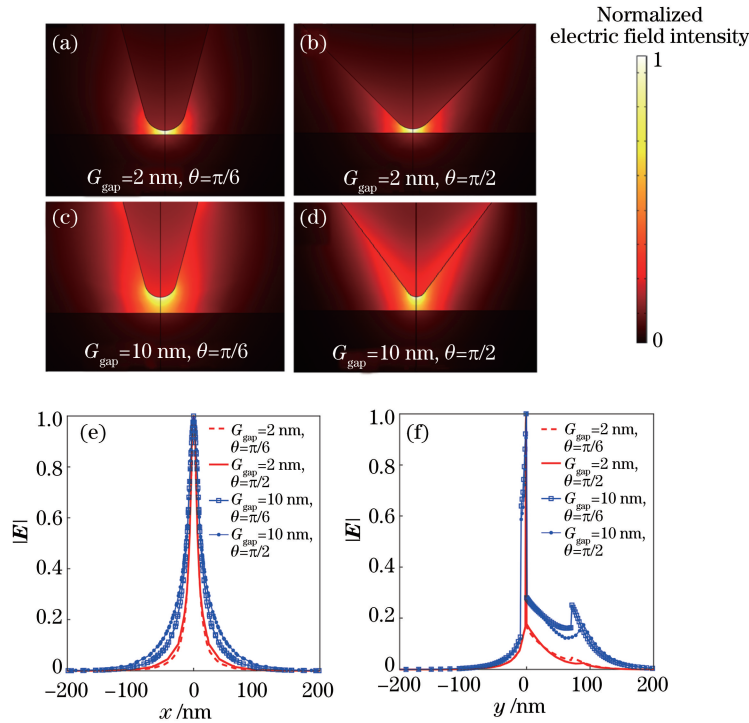 Normalized
electric field intensity
1
0
(a)
G_gap=2 nm, θ=π/6
(b)
G_gap=2 nm, θ=π/2
(c)
G_gap=10 nm, θ=π/6
(d)
G_gap=10 nm, θ=π/2
(e)
1.0
0.8
0.6
0.4
0.2
0
|E|
G_gap=2 nm,
θ=π/6
G_gap=2 nm,
θ=π/2
G_gap=10 nm,
θ=π/6
G_gap=10 nm,
θ=π/2
−200 −100 0 100 200
x /nm
(f)
1.0
0.8
0.6
0.4
0.2
0
|E|
G_gap=2 nm,
θ=π/6
G_gap=2 nm,
θ=π/2
G_gap=10 nm,
θ=π/6
G_gap=10 nm,
θ=π/2
−200 −100 0 100 200
y /nm